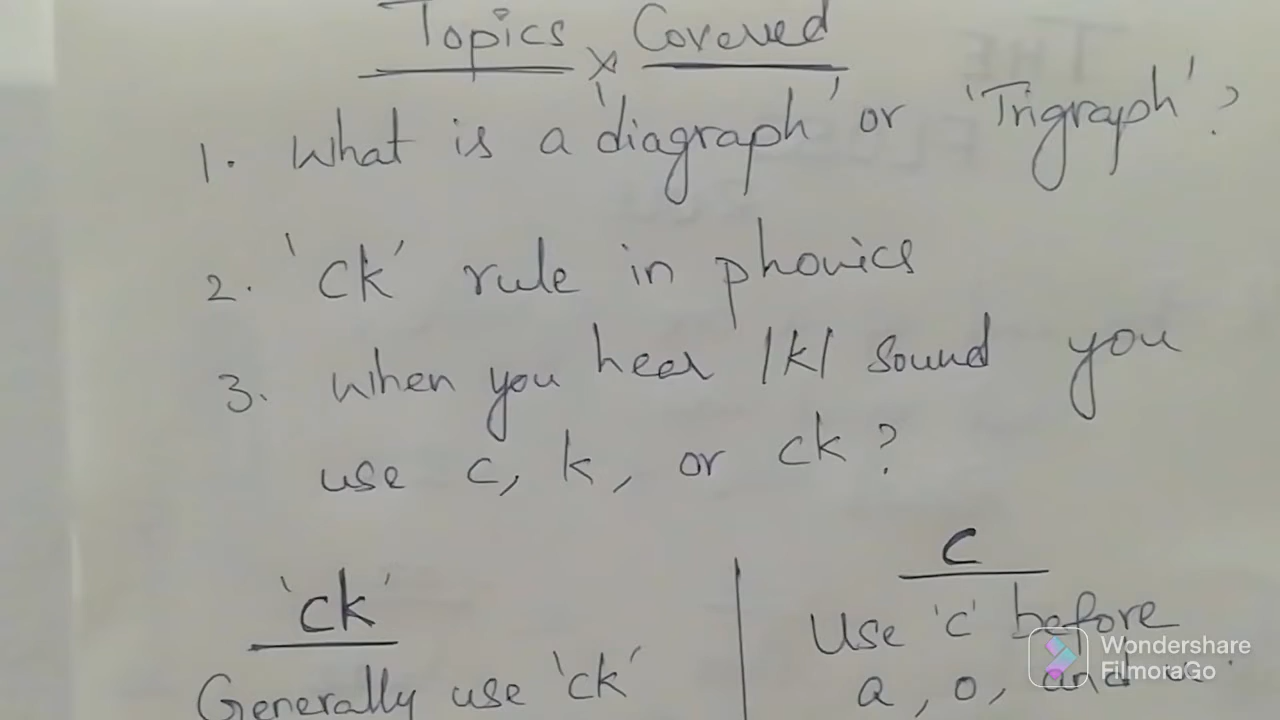 Topics Covered
1. What is a 'diagraph' or 'Trigraph'?
2. 'ck' rule in phonics
3. When you hear /k/ sound you
use c, k, or ck?
'ck'
Generally use 'ck'
c
Use 'c' before
a, o, and u
Wondershare
FilmoraGo